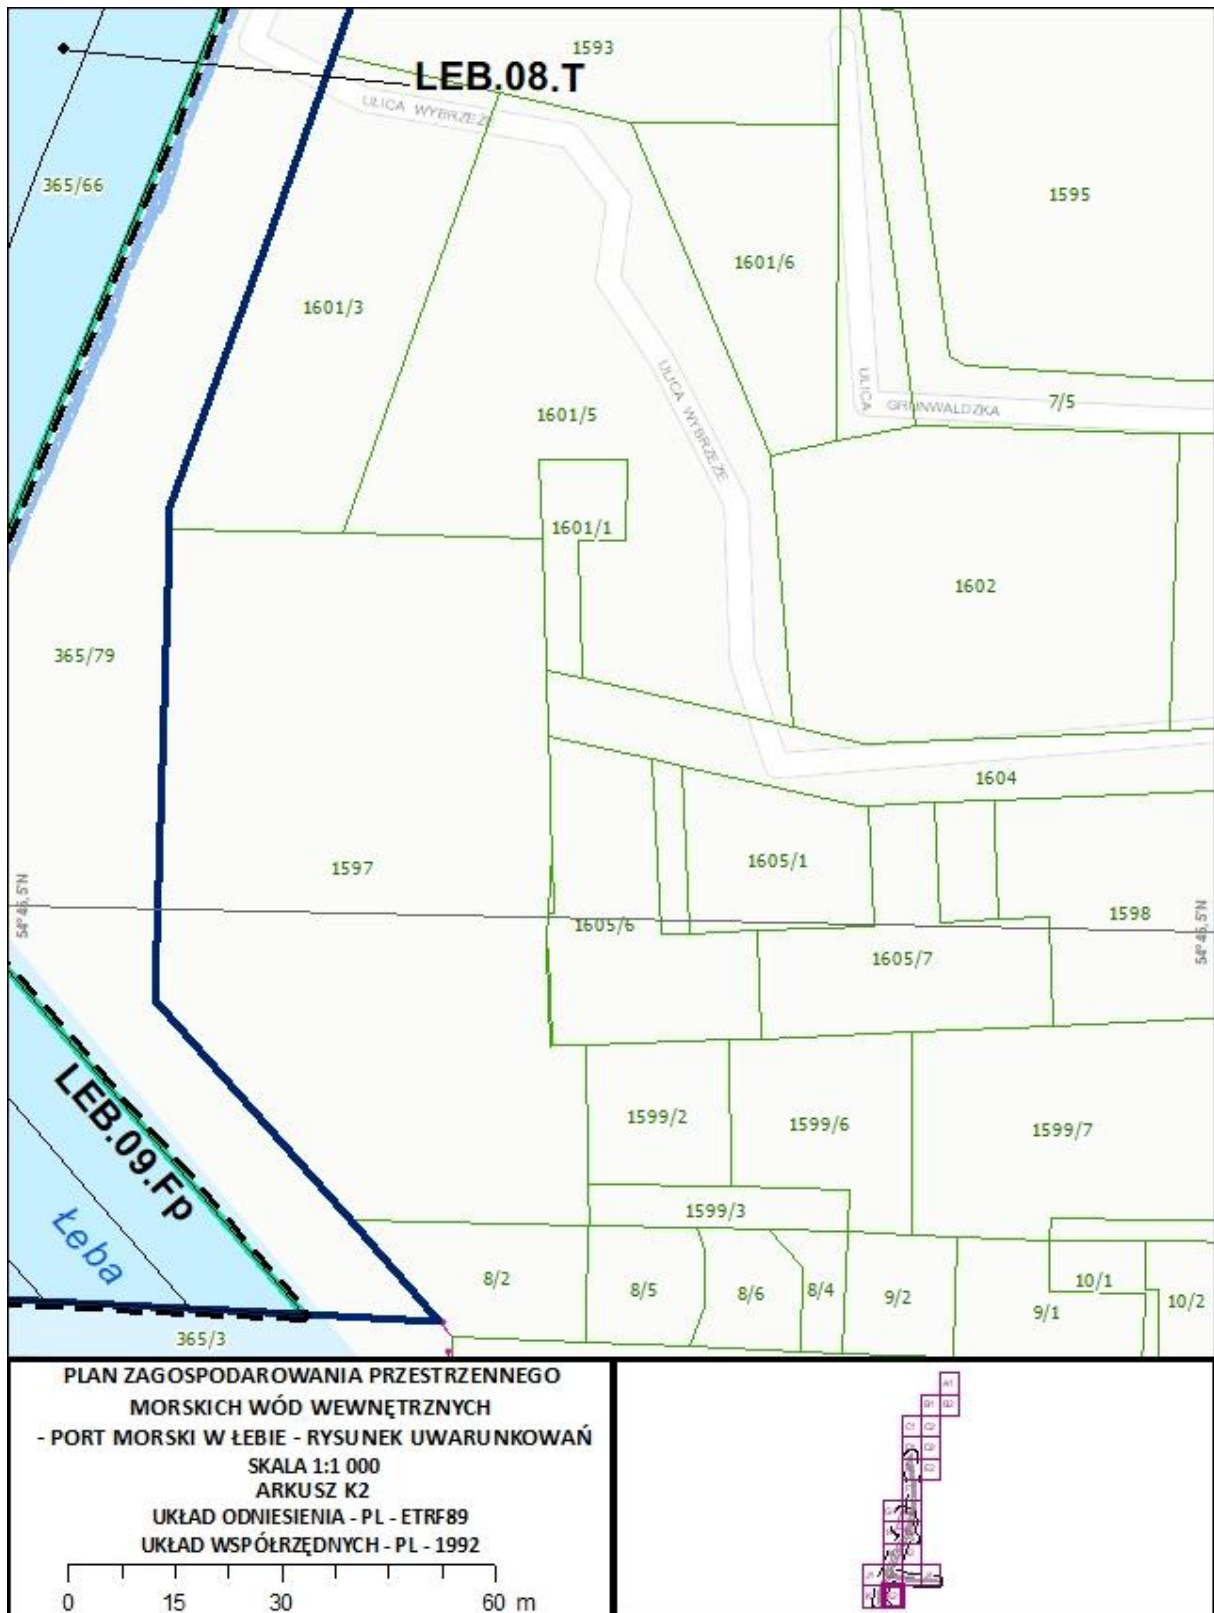 1593
LEB.08.T
ULICA WYBRZEŻE
365/66
1595
1601/6
1601/3
ULICA WYBRZEŻE
ULICA GRUNWALDZKA
7/5
1601/5
1601/1
1602
365/79
1604
1605/1
1597
54°45,5'N
1605/6
1598
54°45,5'N
1605/7
LEB.09.Fp
1599/2
1599/6
1599/7
1599/3
Łeba
8/2
8/5
8/6
8/4
9/2
10/1
9/1
10/2
365/3
PLAN ZAGOSPODAROWANIA PRZESTRZENNEGO
MORSKICH WÓD WEWNĘTRZNYCH
- PORT MORSKI W ŁEBIE - RYSUNEK UWARUNKOWAŃ
SKALA 1:1 000
ARKUSZ K2
UKŁAD ODNIESIENIA - PL - ETRF89
UKŁAD WSPÓŁRZĘDNYCH - PL - 1992
0 15 30 60 m
A1
B1 B2